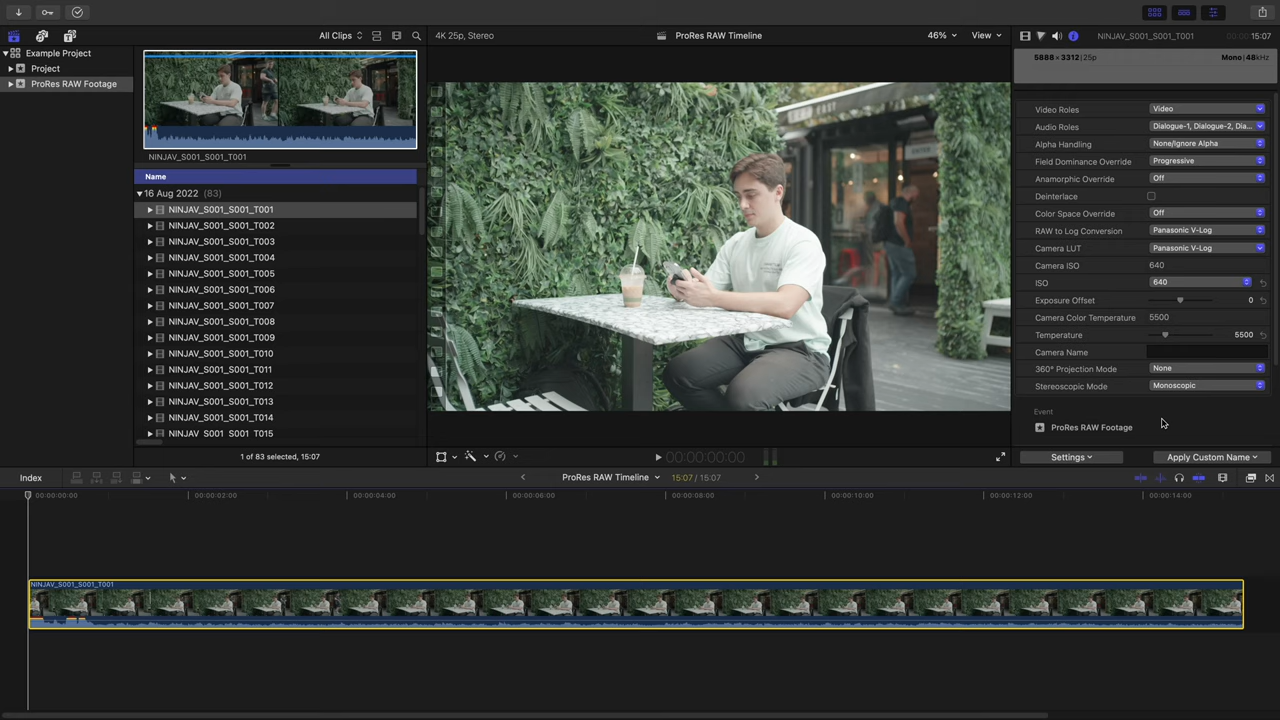 All Clips
4K 25p, Stereo
ProRes RAW Timeline
46%
View
NINJAV_S001_S001_T001
15:07
Example Project
Project
ProRes RAW Footage
NINJAV_S001_S001_T001
Name
16 Aug 2022 (83)
NINJAV_S001_S001_T001
NINJAV_S001_S001_T002
NINJAV_S001_S001_T003
NINJAV_S001_S001_T004
NINJAV_S001_S001_T005
NINJAV_S001_S001_T006
NINJAV_S001_S001_T007
NINJAV_S001_S001_T008
NINJAV_S001_S001_T009
NINJAV_S001_S001_T010
NINJAV_S001_S001_T011
NINJAV_S001_S001_T012
NINJAV_S001_S001_T013
NINJAV_S001_S001_T014
NINJAV S001 S001 T015
1 of 83 selected, 15:07
ENTER
00:00:00:00
5888 × 3312 | 25p
Mono | 48kHz
Video Roles Video
Audio Roles Dialogue-1, Dialogue-2, Dia...
Alpha Handling None/Ignore Alpha
Field Dominance Override Progressive
Anamorphic Override Off
Deinterlace
Color Space Override Off
RAW to Log Conversion Panasonic V-Log
Camera LUT Panasonic V-Log
Camera ISO 640
ISO 640
Exposure Offset 0
Camera Color Temperature 5500
Temperature 5500
Camera Name
360° Projection Mode None
Stereoscopic Mode Monoscopic
Event
ProRes RAW Footage
Settings
Apply Custom Name
Index
ProRes RAW Timeline
15:07 / 15:07
00:00:00:00
00:00:02:00
00:00:04:00
00:00:06:00
00:00:08:00
00:00:10:00
00:00:12:00
00:00:14:00
NINJAV_S001_S001_T001